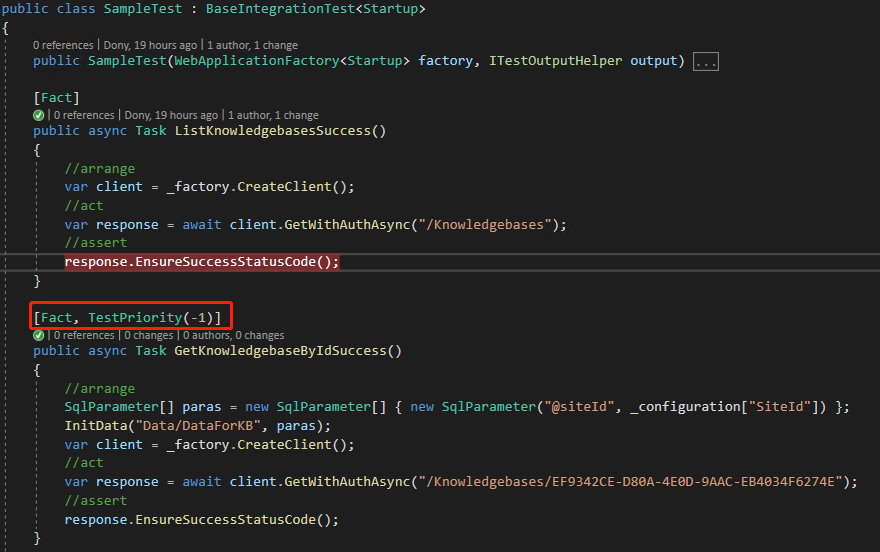 public class SampleTest : BaseIntegrationTest<Startup>
{
0 references | Dony, 19 hours ago | 1 author, 1 change
public SampleTest(WebApplicationFactory<Startup> factory, ITestOutputHelper output) ...
[Fact]
0 references | Dony, 19 hours ago | 1 author, 1 change
public async Task ListKnowledgebasesSuccess()
{
//arrange
var client = _factory.CreateClient();
//act
var response = await client.GetWithAuthAsync("/Knowledgebases");
//assert
response.EnsureSuccessStatusCode();
}
[Fact, TestPriority(-1)]
0 references | 0 changes | 0 authors, 0 changes
public async Task GetKnowledgebaseByIdSuccess()
{
//arrange
SqlParameter[] paras = new SqlParameter[] { new SqlParameter("@siteId", _configuration["SiteId"]) };
InitData("Data/DataForKB", paras);
var client = _factory.CreateClient();
//act
var response = await client.GetWithAuthAsync("/Knowledgebases/EF9342CE-D80A-4E0D-9AAC-EB4034F6274E");
//assert
response.EnsureSuccessStatusCode();
}